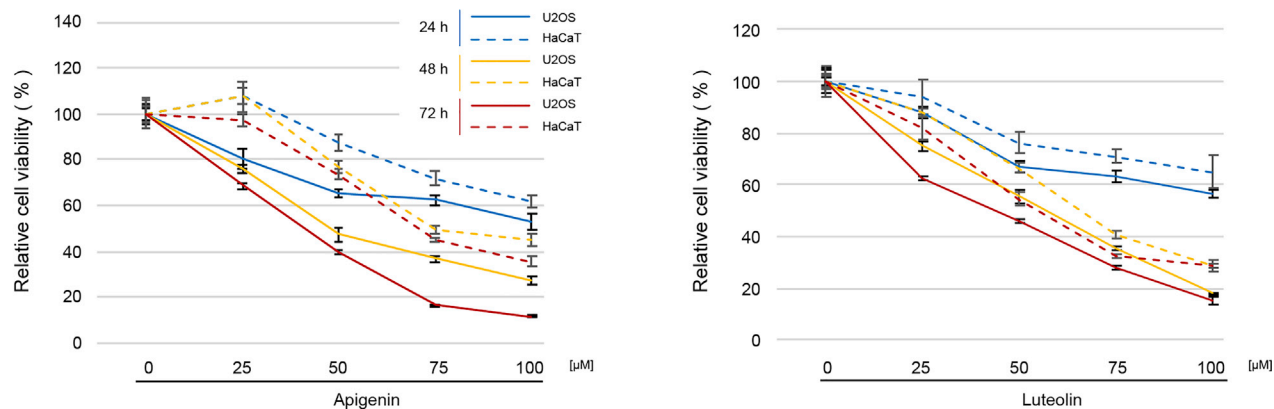 Relative cell viability ( % )
140
120
100
80
60
40
20
0
0 25 50 75 100 [µM]
Apigenin
24 h
U2OS
HaCaT
48 h
U2OS
HaCaT
72 h
U2OS
HaCaT
Relative cell viability ( % )
120
100
80
60
40
20
0
0 25 50 75 100 [µM]
Luteolin